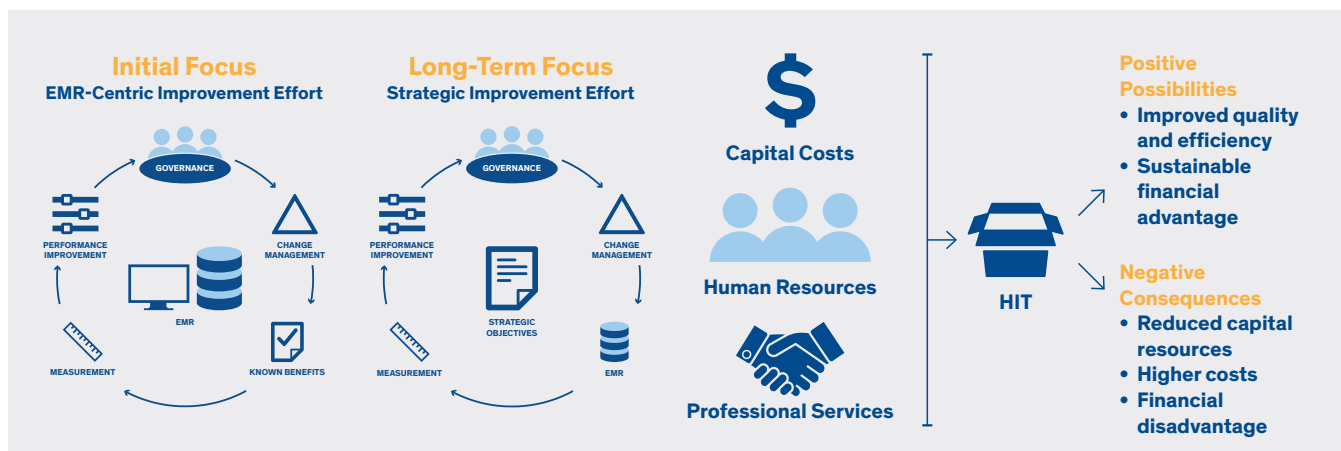 Initial Focus
EMR-Centric Improvement Effort
GOVERNANCE
CHANGE
MANAGEMENT
KNOWN BENEFITS
MEASUREMENT
PERFORMANCE
IMPROVEMENT
EMR
Long-Term Focus
Strategic Improvement Effort
GOVERNANCE
CHANGE
MANAGEMENT
EMR
MEASUREMENT
PERFORMANCE
IMPROVEMENT
STRATEGIC
OBJECTIVES
$
Capital Costs
Human Resources
Professional Services
HIT
Positive
Possibilities
• Improved quality
and efficiency
• Sustainable
financial
advantage
Negative
Consequences
• Reduced capital
resources
• Higher costs
• Financial
disadvantage